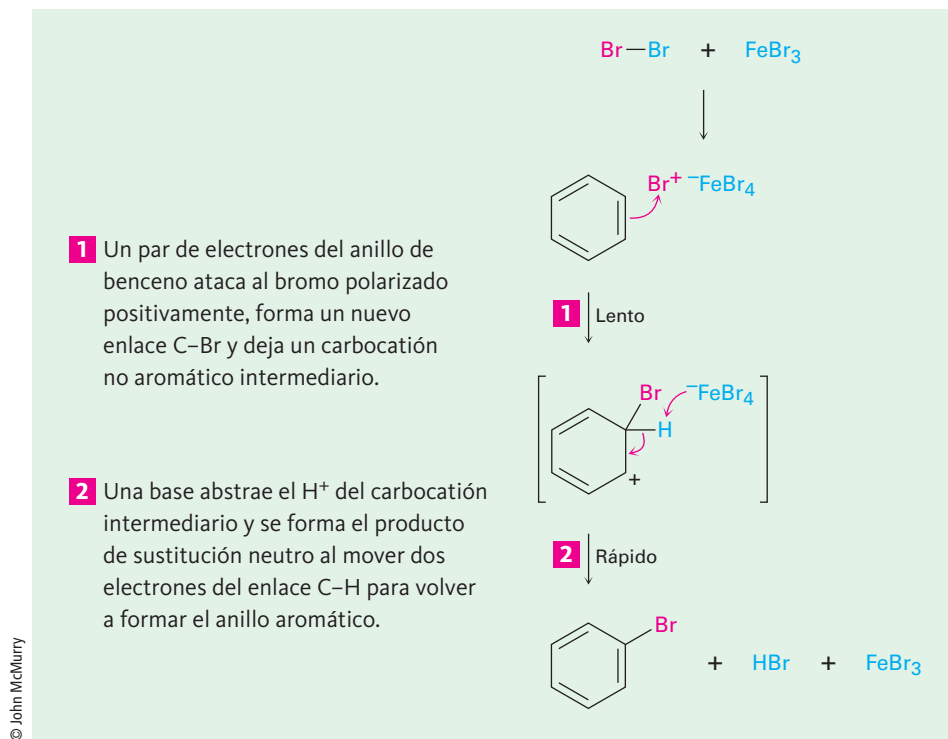 Br—Br + FeBr₃
Br⁺ ⁻FeBr₄
1 Un par de electrones del anillo de
benceno ataca al bromo polarizado
positivamente, forma un nuevo
enlace C–Br y deja un carbocatión
no aromático intermediario.
1 Lento
Br ⁻FeBr₄
H
+
2 Una base abstrae el H⁺ del carbocatión
intermediario y se forma el producto
de sustitución neutro al mover dos
electrones del enlace C–H para volver
a formar el anillo aromático.
2 Rápido
Br
+ HBr + FeBr₃
© John McMurry